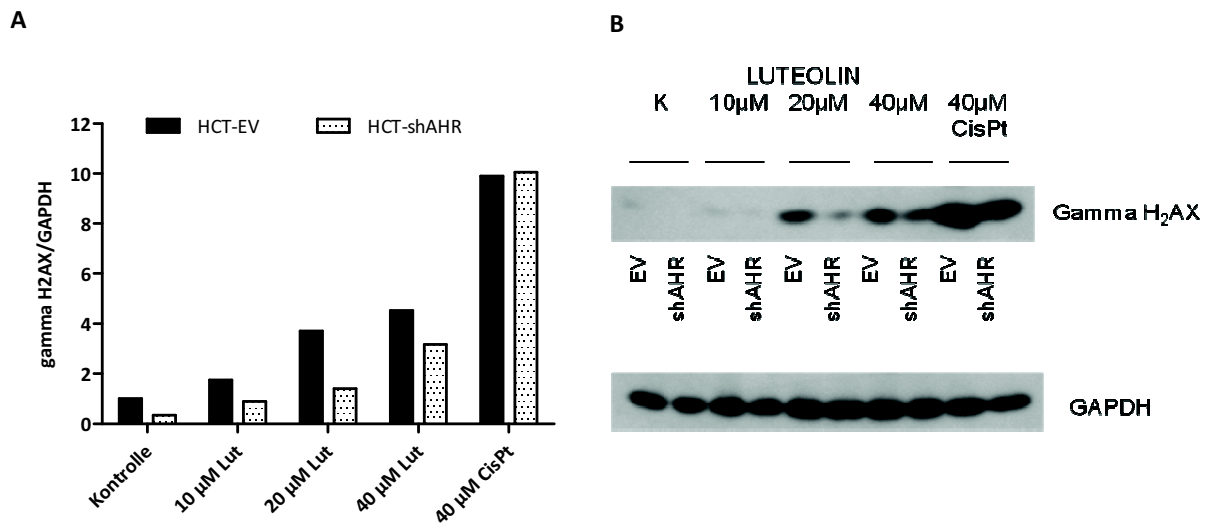 A
HCT-EV
HCT-shAHR
gamma H2AX/GAPDH
12
10
8
6
4
2
0
Kontrolle
10 µM Lut
20 µM Lut
40 µM Lut
40 µM CisPt
B
LUTEOLIN
K 10µM 20µM 40µM 40µM
CisPt
Gamma H₂AX
EV shAHR EV shAHR EV shAHR EV shAHR EV shAHR
GAPDH